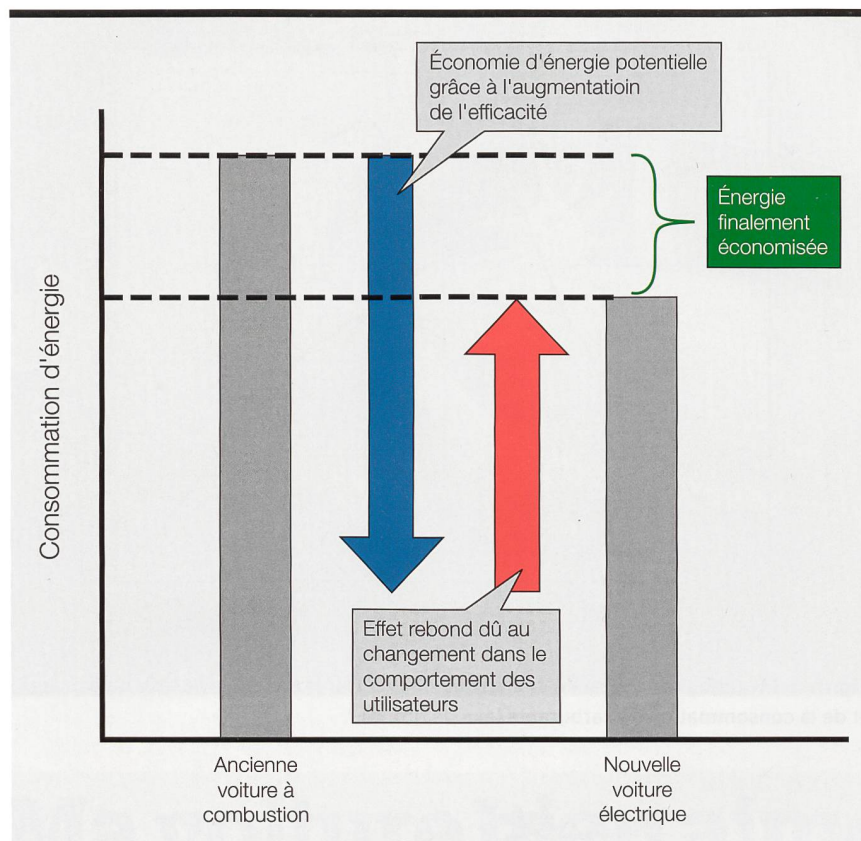 Économie d'énergie potentielle
grâce à l'augmentatioin
de l'efficacité
Énergie
finalement
économisée
Consommation d'énergie
Effet rebond dû au
changement dans le
comportement des
utilisateurs
Ancienne
voiture à
combustion
Nouvelle
voiture
électrique